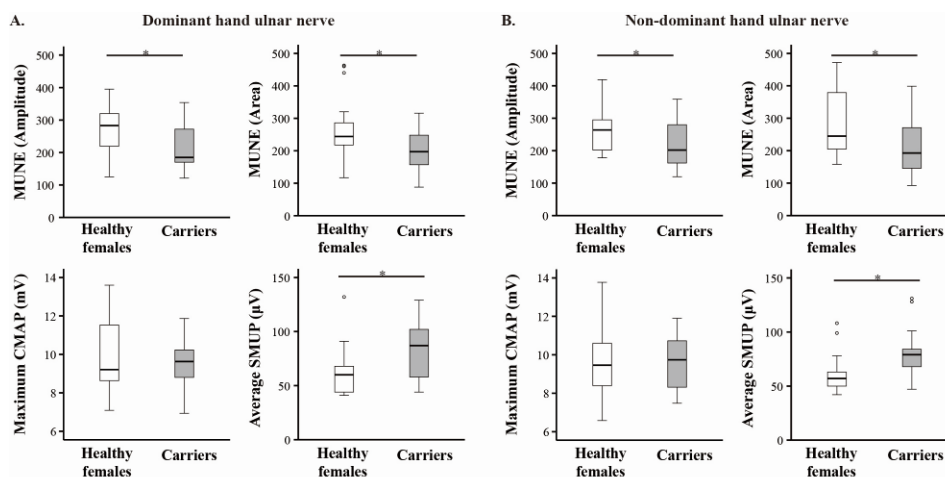 A. Dominant hand ulnar nerve
MUNE (Amplitude)
500
400
300
200
100
0
*
Healthy
females
Carriers
MUNE (Area)
500
400
300
200
100
0
*
Healthy
females
Carriers
Maximum CMAP (mV)
14
12
10
8
6
Healthy
females
Carriers
Average SMUP (μV)
150
100
50
0
*
Healthy
females
Carriers
B. Non-dominant hand ulnar nerve
MUNE (Amplitude)
500
400
300
200
100
0
*
Healthy
females
Carriers
MUNE (Area)
500
400
300
200
100
0
*
Healthy
females
Carriers
Maximum CMAP (mV)
14
12
10
8
6
Healthy
females
Carriers
Average SMUP (μV)
150
100
50
0
*
Healthy
females
Carriers